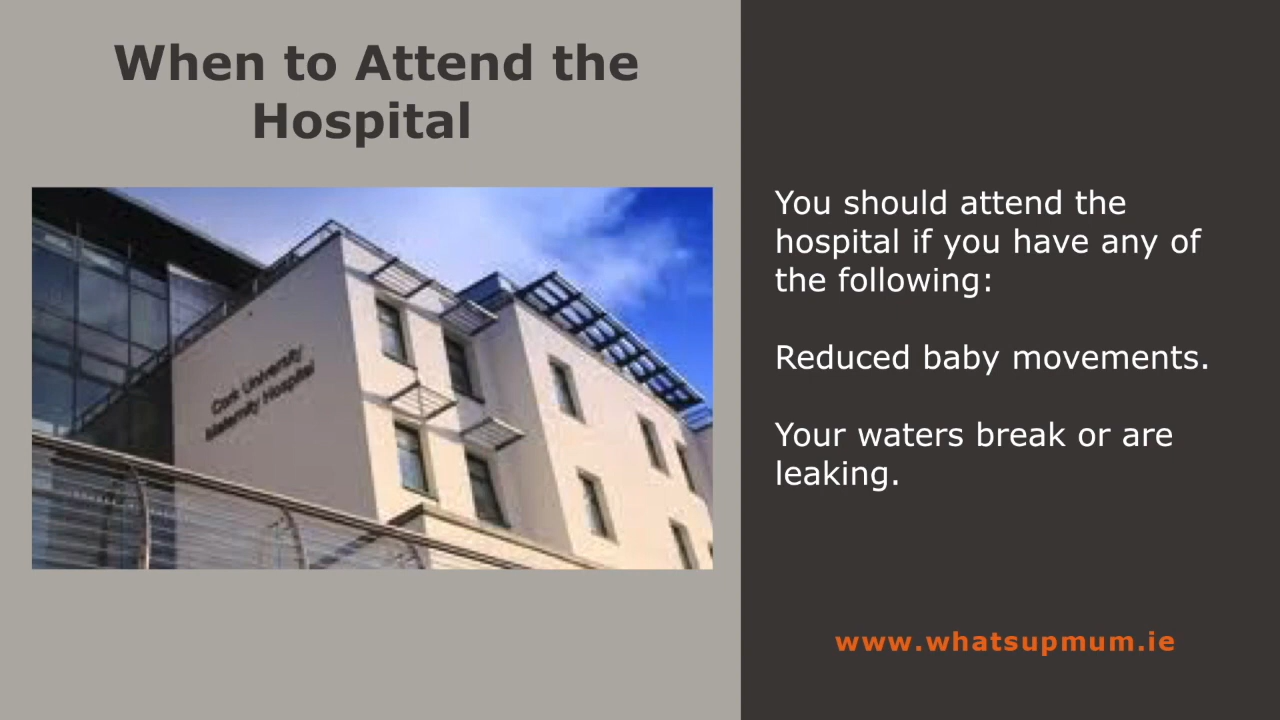 When to Attend the
Hospital
Cork University
Maternity Hospital
You should attend the
hospital if you have any of
the following:
Reduced baby movements.
Your waters break or are
leaking.
www.whatsupmum.ie